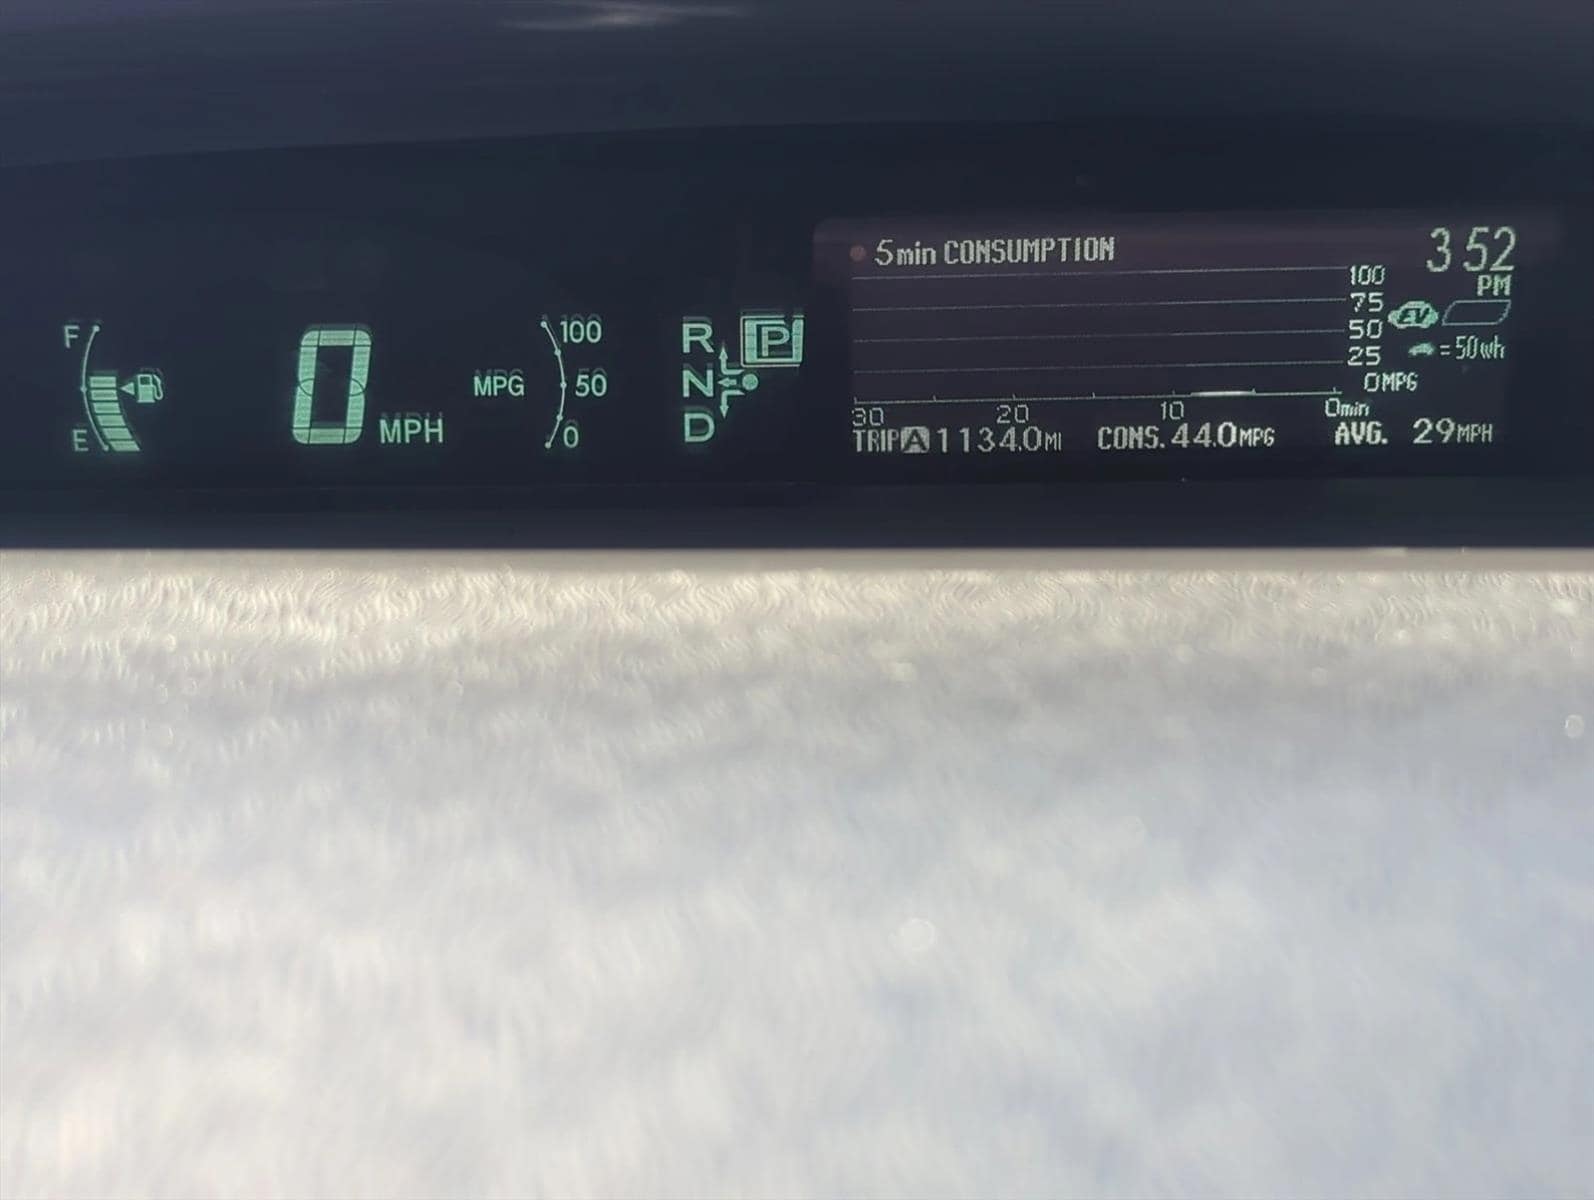 F
E
0 MPH
MPG
100
50
0
R P
N
D
5min CONSUMPTION
3 52
PM
100
75
50
25
0MPG
EV
=50wh
30 20 10 0min
TRIP A 1134.0MI CONS. 44.0MPG AVG. 29MPH